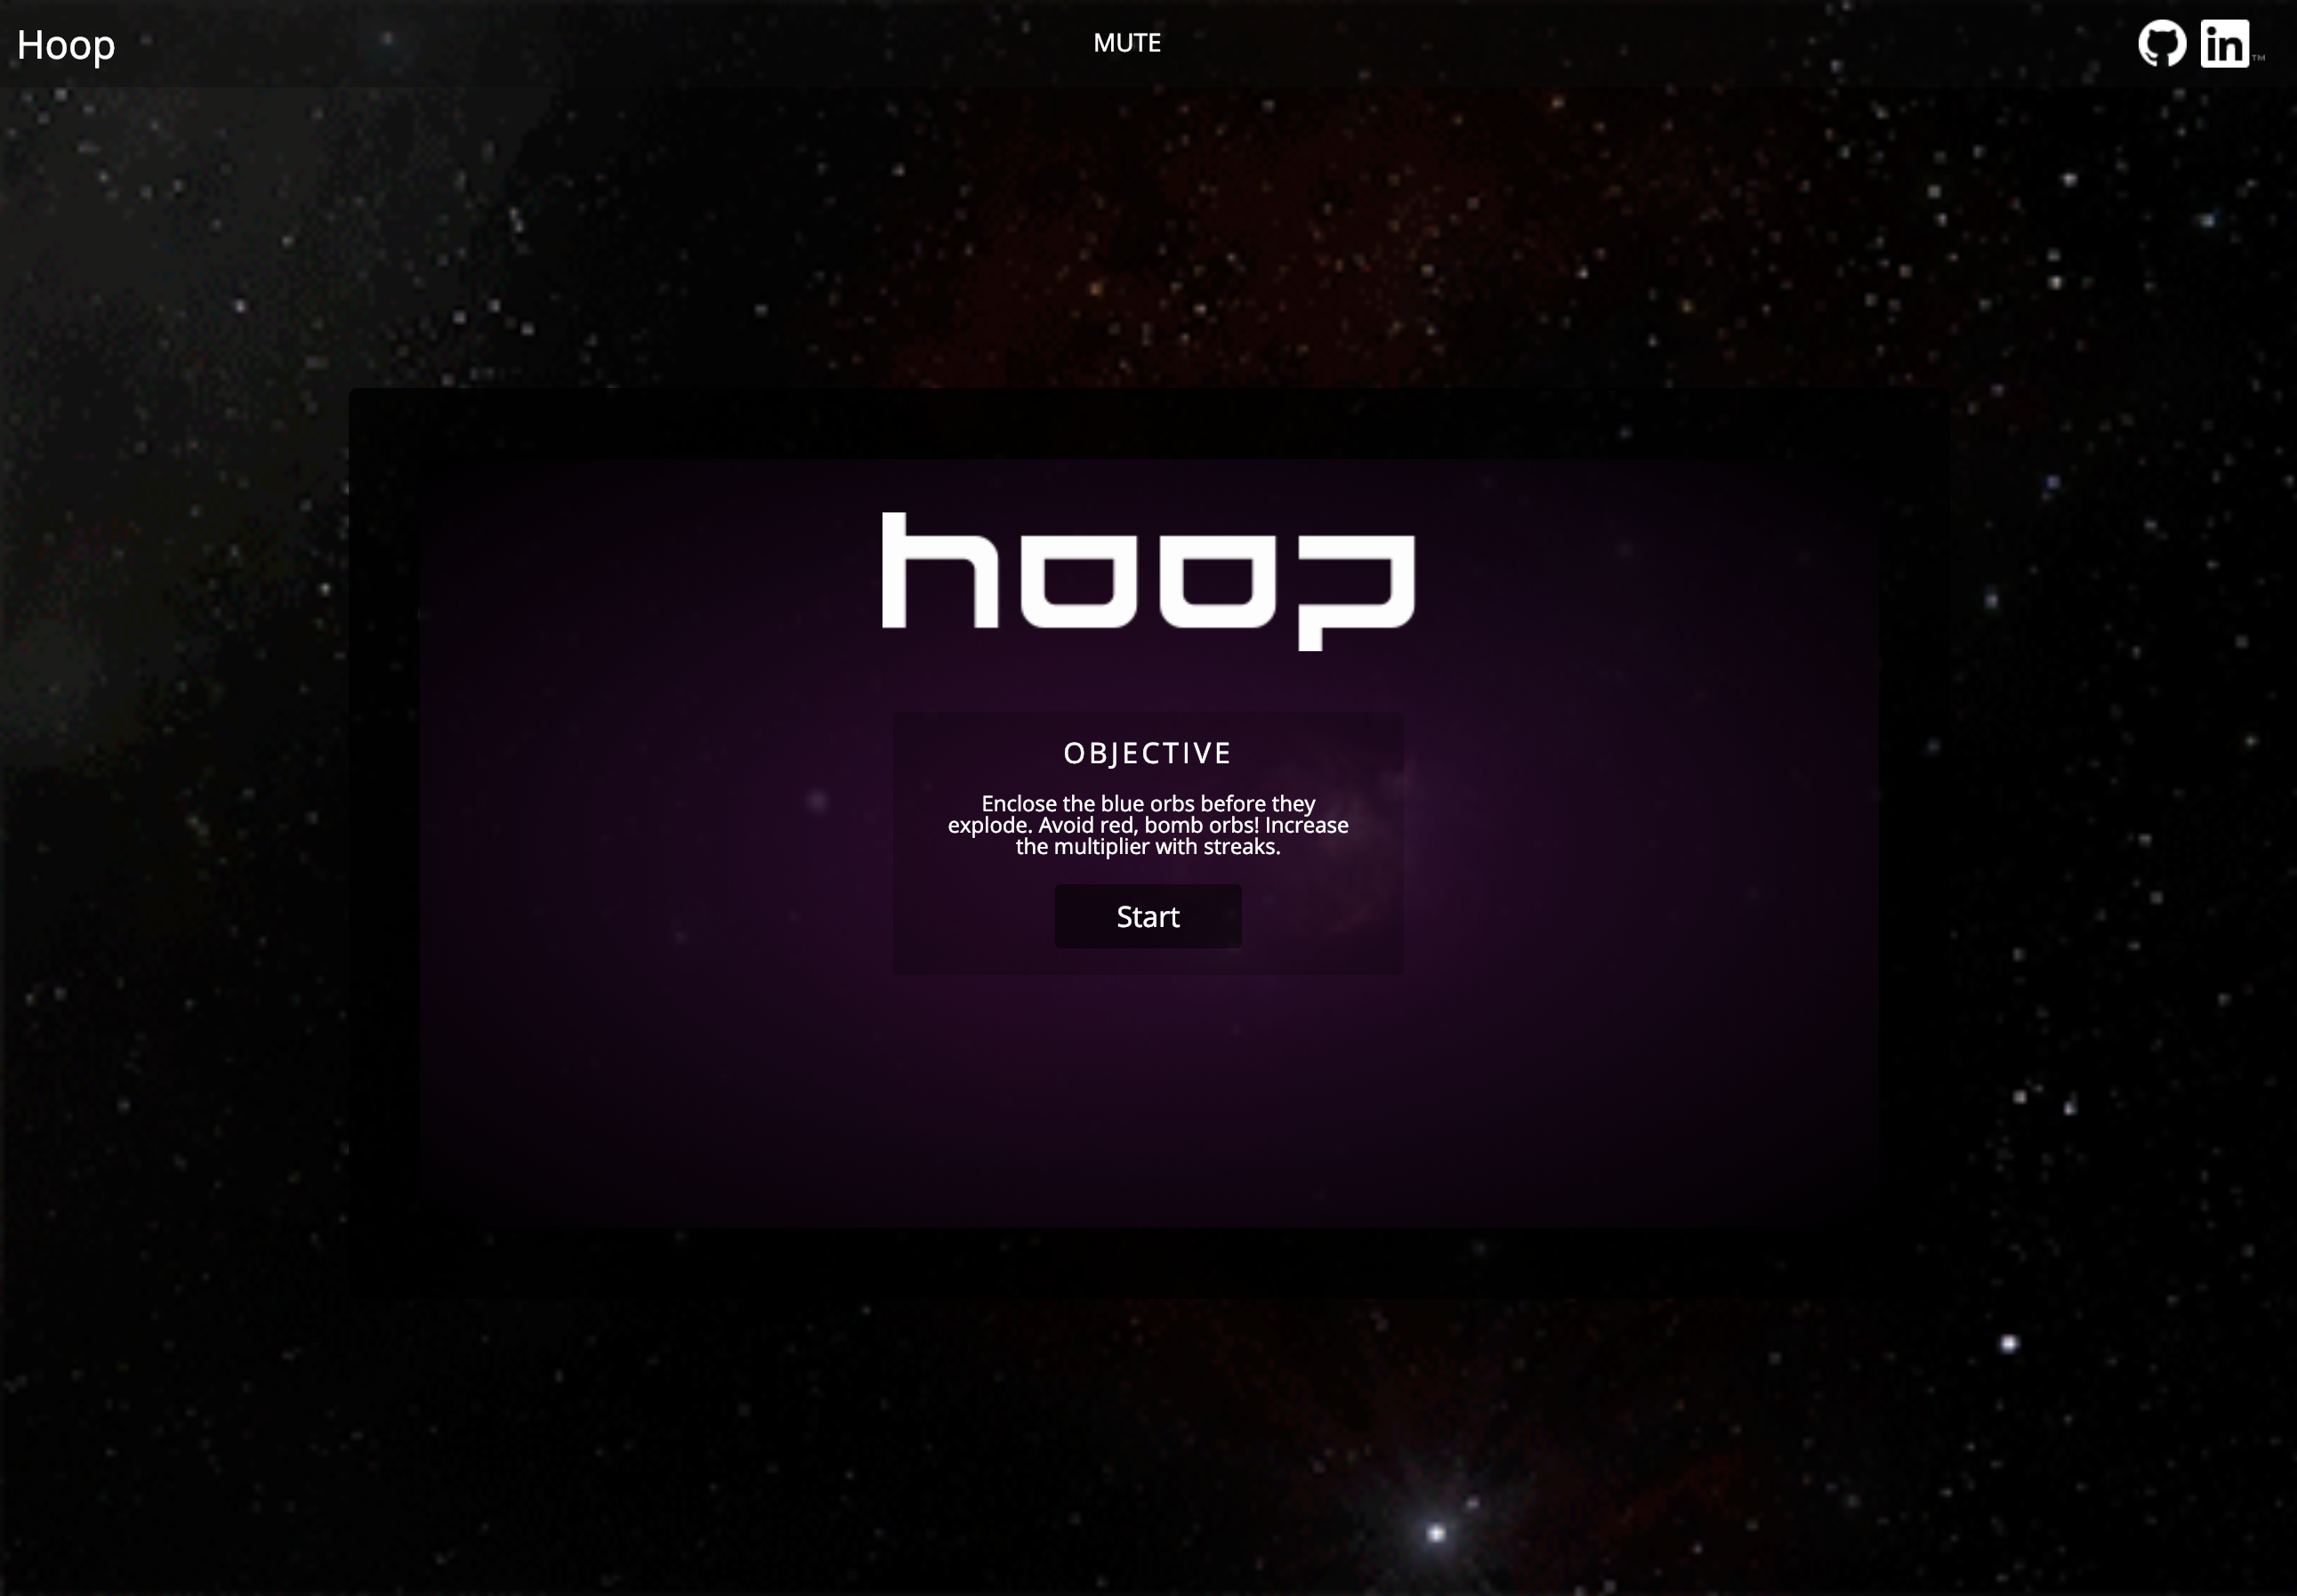 Hoop
MUTE
in
TM
hoop
OBJECTIVE
Enclose the blue orbs before they
explode. Avoid red, bomb orbs! Increase
the multiplier with streaks.
Start